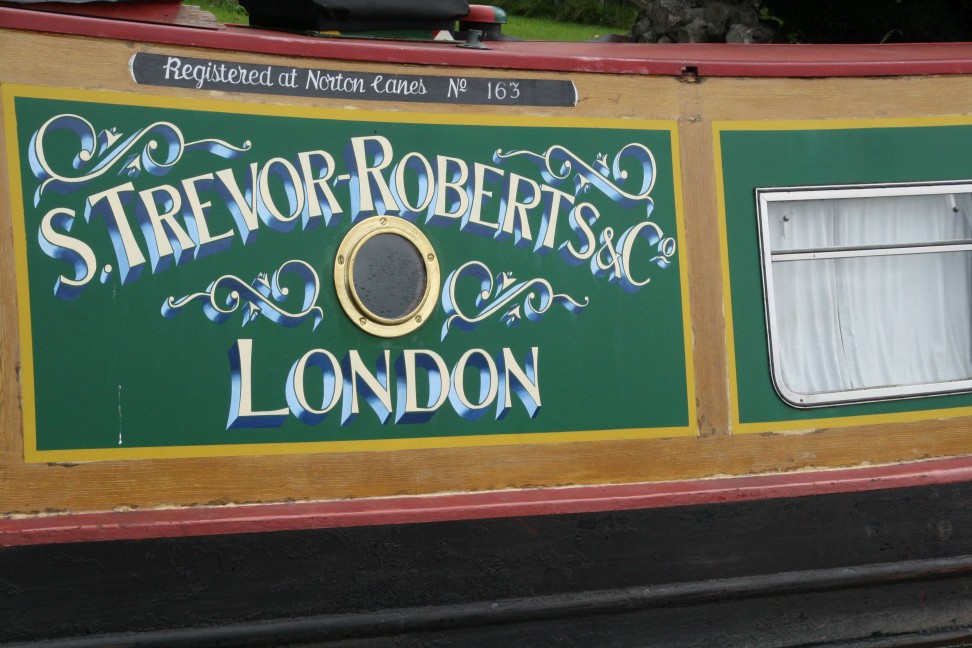 Registered at Norton Canes No 163
S. TREVOR-ROBERTS & Co
LONDON